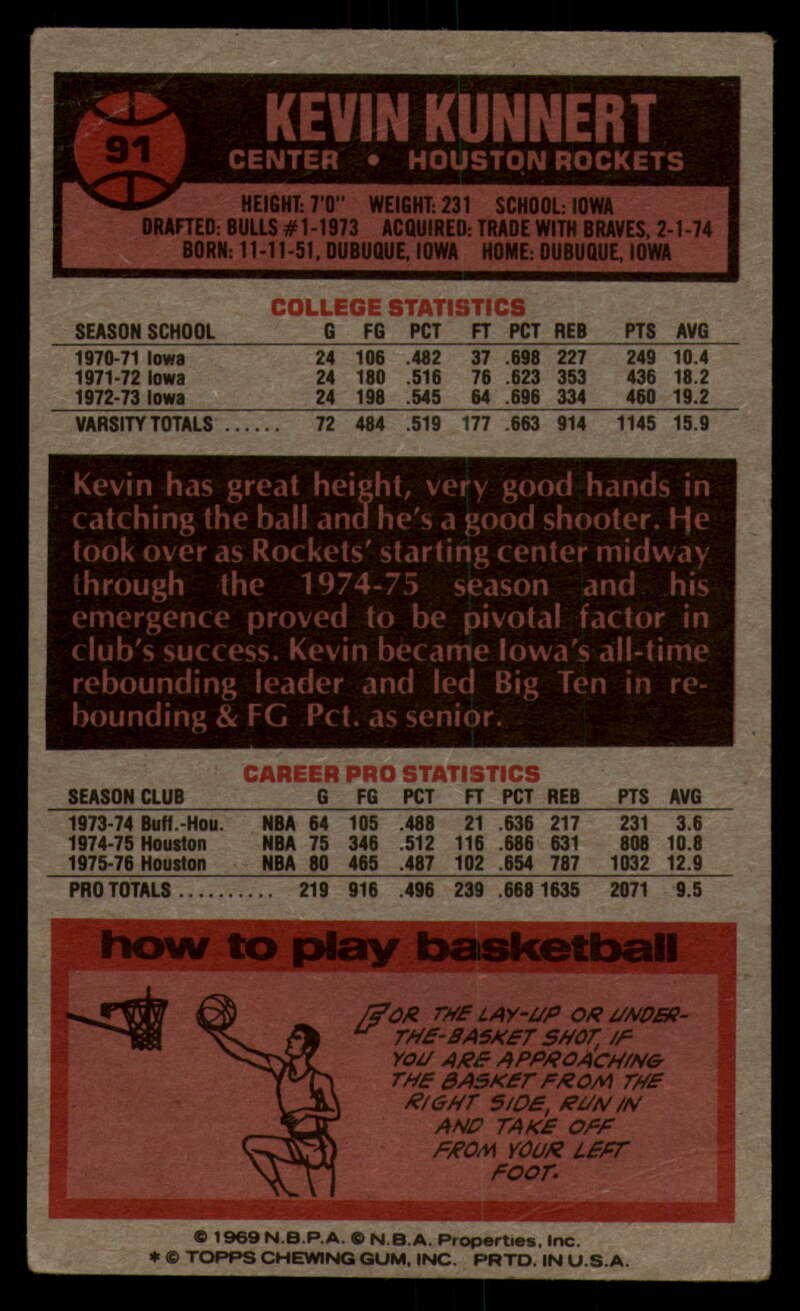 91
KEVIN KUNNERT
CENTER • HOUSTON ROCKETS
HEIGHT: 7'0" WEIGHT: 231 SCHOOL: IOWA
DRAFTED: BULLS #1-1973 ACQUIRED: TRADE WITH BRAVES, 2-1-74
BORN: 11-11-51, DUBUQUE, IOWA HOME: DUBUQUE, IOWA
COLLEGE STATISTICS
SEASON SCHOOL G FG PCT FT PCT REB PTS AVG
1970-71 Iowa 24 106 .482 37 .698 227 249 10.4
1971-72 Iowa 24 180 .516 76 .623 353 436 18.2
1972-73 Iowa 24 198 .545 64 .696 334 460 19.2
VARSITY TOTALS ...... 72 484 .519 177 .663 914 1145 15.9
Kevin has great height, very good hands in
catching the ball and he's a good shooter. He
took over as Rockets' starting center midway
through the 1974-75 season and his
emergence proved to be pivotal factor in
club's success. Kevin became Iowa's all-time
rebounding leader and led Big Ten in re-
bounding & FG Pct. as senior.
CAREER PRO STATISTICS
SEASON CLUB G FG PCT FT PCT REB PTS AVG
1973-74 Buff.-Hou. NBA 64 105 .488 21 .636 217 231 3.6
1974-75 Houston NBA 75 346 .512 116 .686 631 808 10.8
1975-76 Houston NBA 80 465 .487 102 .654 787 1032 12.9
PRO TOTALS .......... 219 916 .496 239 .668 1635 2071 9.5
how to play basketball
FOR THE LAY-UP OR UNDER-
THE-BASKET SHOT, IF
YOU ARE APPROACHING
THE BASKET FROM THE
RIGHT SIDE, RUN IN
AND TAKE OFF
FROM YOUR LEFT
FOOT.
© 1969 N.B.P.A. © N.B.A. Properties, Inc.
* © TOPPS CHEWING GUM, INC. PRTD. IN U.S.A.